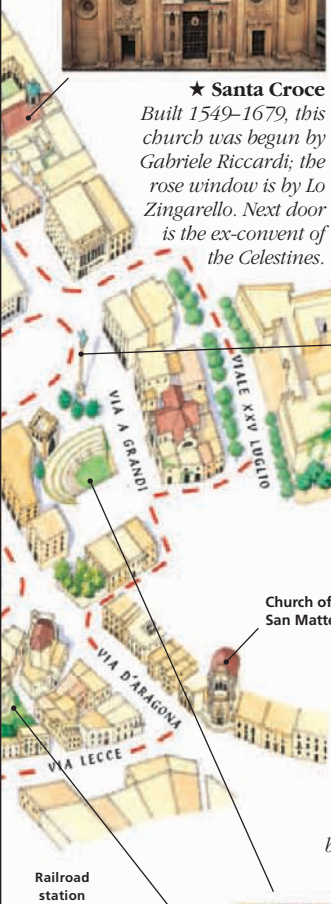 ★ Santa Croce
Built 1549–1679, this
church was begun by
Gabriele Riccardi; the
rose window is by Lo
Zingarello. Next door
is the ex-convent of
the Celestines.
VIALE XXV LUGLIO
VIA A GRANDI
Church of
San Matte
VIA D'ARAGONA
VIA LECCE
b
Railroad
station